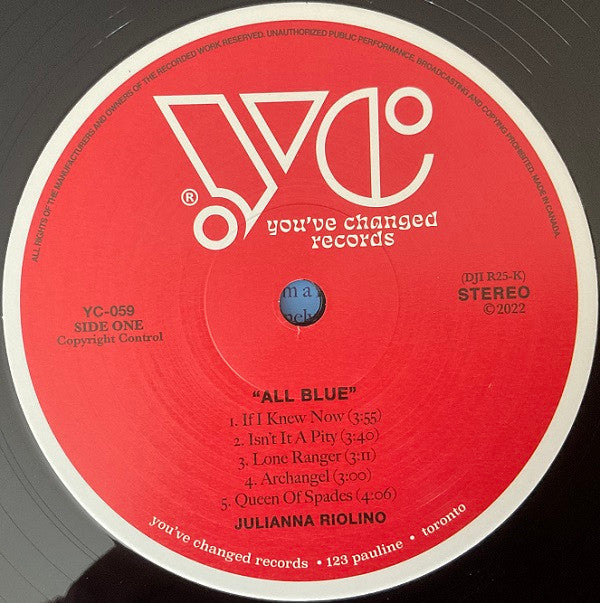 ALL RIGHTS OF THE MANUFACTURERS AND OWNERS OF THE RECORDED WORK RESERVED. UNAUTHORIZED PUBLIC PERFORMANCE, BROADCASTING AND COPYING PROHIBITED. MADE IN CANADA.
yc
®
you've changed
records
YC-059
SIDE ONE
Copyright Control
(DJI R25-K)
STEREO
©2022
"ALL BLUE"
1. If I Knew Now (3:55)
2. Isn't It A Pity (3:40)
3. Lone Ranger (3:11)
4. Archangel (3:00)
5. Queen Of Spades (4:06)
JULIANNA RIOLINO
you've changed records • 123 pauline • toronto